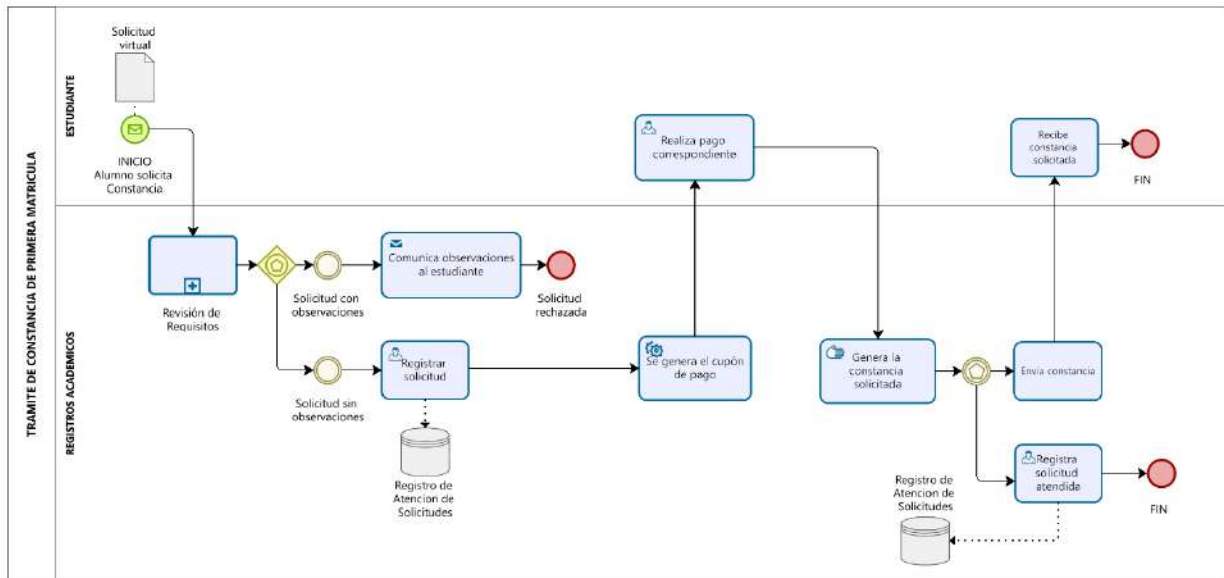 TRAMITE DE CONSTANCIA DE PRIMERA MATRICULA
ESTUDIANTE
Solicitud
virtual
INICIO
Alumno solicita
Constancia
Realiza pago
correspondiente
Recibe
constancia
solicitada
FIN
REGISTROS ACADEMICOS
Revisión de
Requisitos
Solicitud con
observaciones
Comunica observaciones
al estudiante
Solicitud
rechazada
Solicitud sin
observaciones
Registrar
solicitud
Registro de
Atencion de
Solicitudes
Se genera el cupón
de pago
Genera la
constancia
solicitada
Envía constancia
Registra
solicitud
atendida
FIN
Registro de
Atencion de
Solicitudes